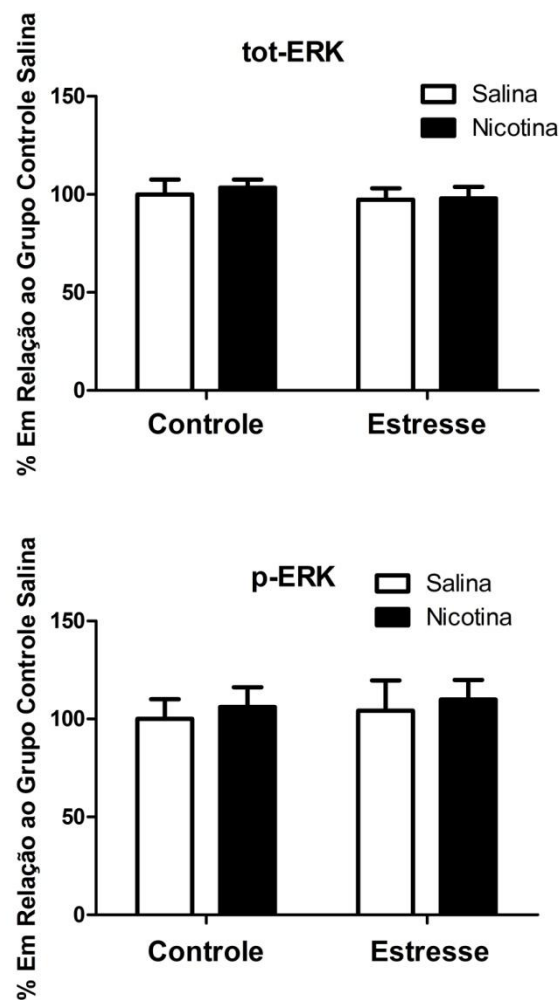 tot-ERK
Salina
Nicotina
% Em Relação ao Grupo Controle Salina
150
100
50
0
Controle Estresse
p-ERK
Salina
Nicotina
% Em Relação ao Grupo Controle Salina
150
100
50
0
Controle Estresse